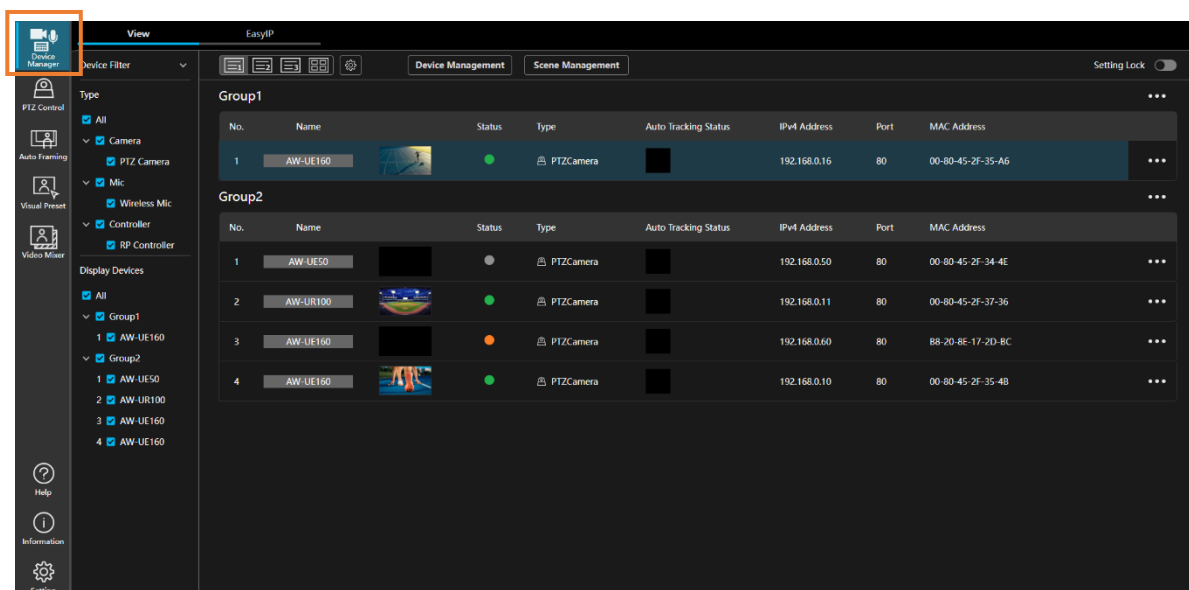 View EasyIP
Device Manager
PTZ Control
Auto Framing
Visual Preset
Video Mixer
Help
Information
Setting
Device Filter
Type
All
Camera
PTZ Camera
Mic
Wireless Mic
Controller
RP Controller
Display Devices
All
Group1
1 AW-UE160
Group2
1 AW-UE50
2 AW-UR100
3 AW-UE160
4 AW-UE160
1 2 3 Device Management Scene Management Setting Lock
Group1
No. Name Status Type Auto Tracking Status IPv4 Address Port MAC Address
1 AW-UE160 PTZCamera 192.168.0.16 80 00-80-45-2F-35-A6
Group2
No. Name Status Type Auto Tracking Status IPv4 Address Port MAC Address
1 AW-UE50 PTZCamera 192.168.0.50 80 00-80-45-2F-34-4E
2 AW-UR100 PTZCamera 192.168.0.11 80 00-80-45-2F-37-36
3 AW-UE160 PTZCamera 192.168.0.60 80 B8-20-8E-17-2D-BC
4 AW-UE160 PTZCamera 192.168.0.10 80 00-80-45-2F-35-4B